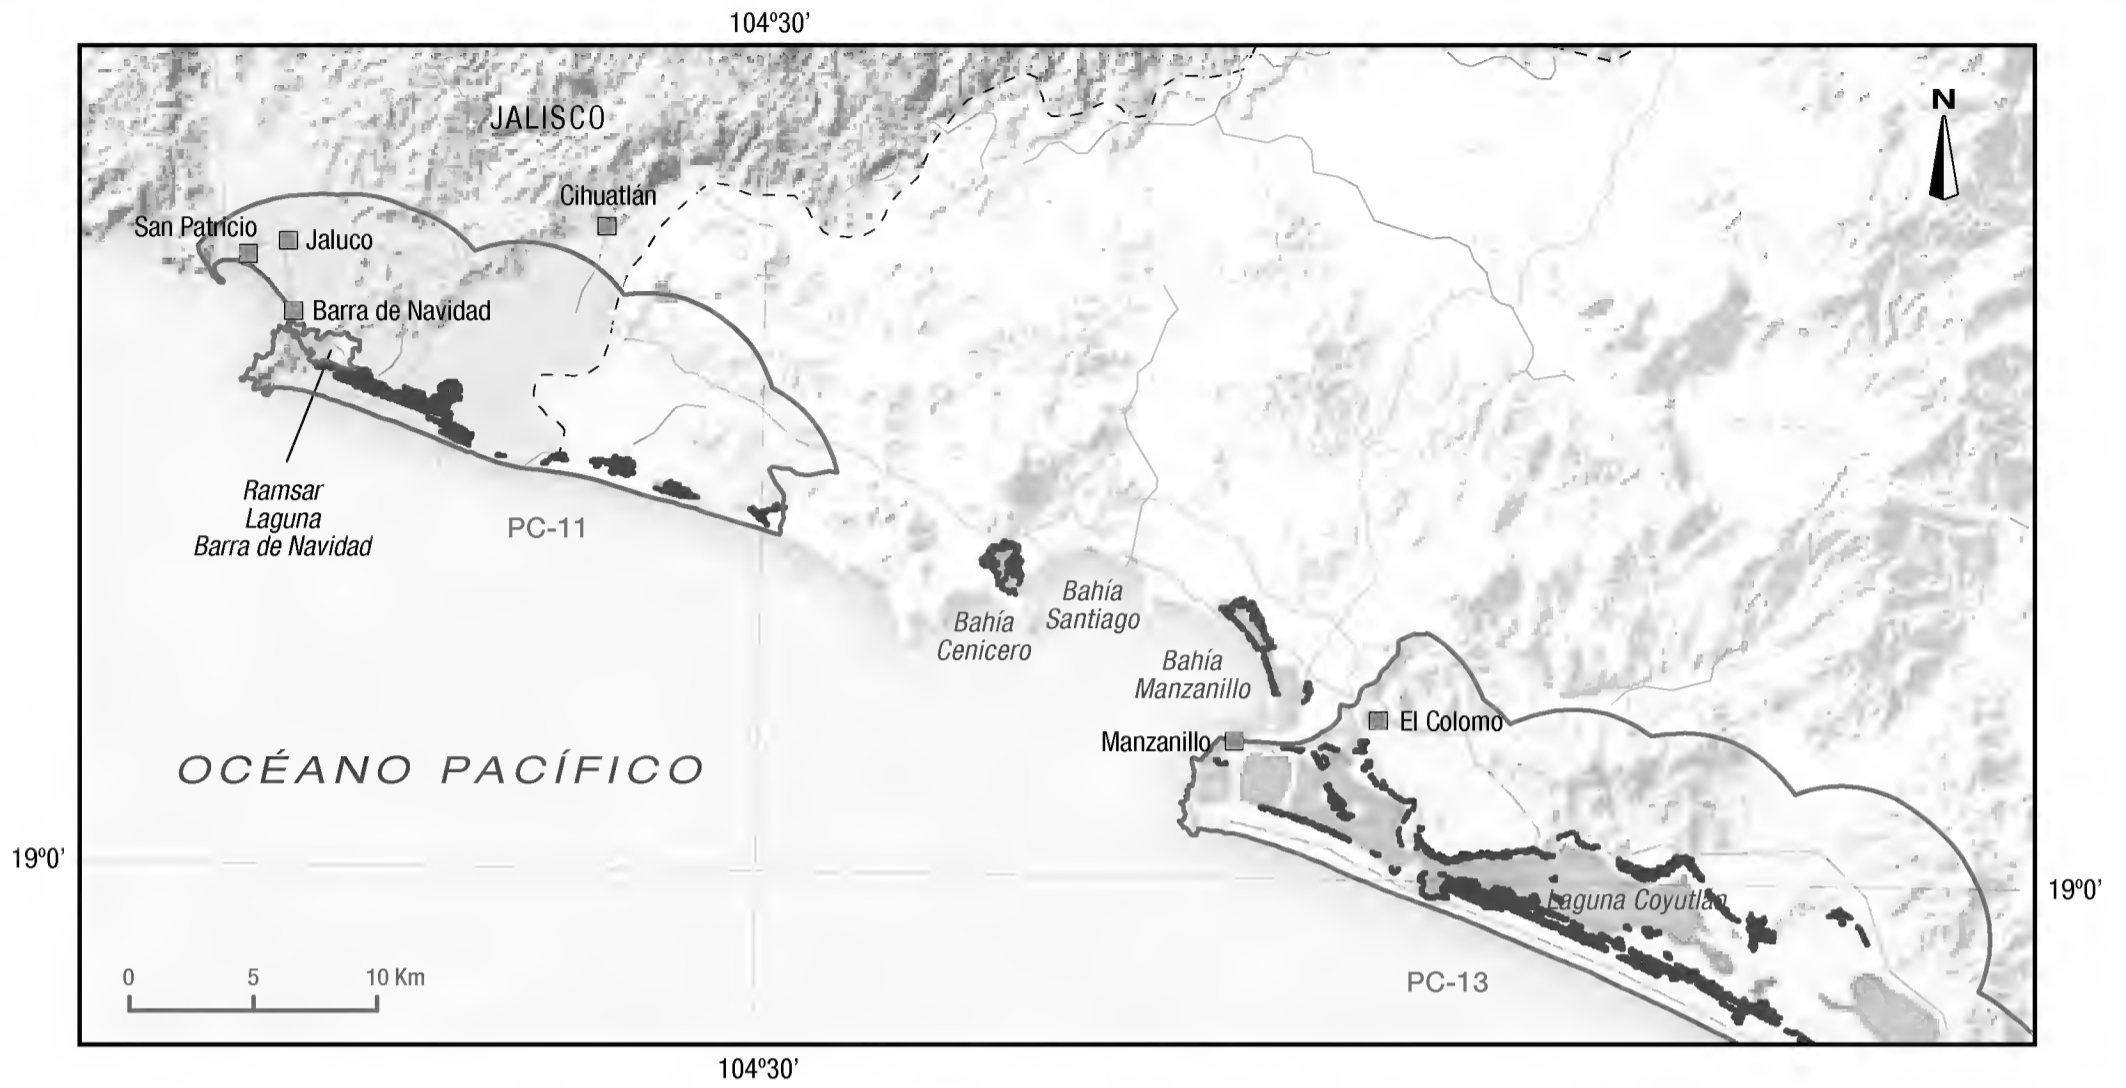 104º30’
N
JALISCO
Cihuatlán
San Patricio
Jaluco
Barra de Navidad
Ramsar
Laguna
Barra de Navidad
PC-11
Bahía
Cenicero
Bahía
Santiago
Bahía
Manzanillo
Manzanillo
El Colomo
OCÉANO PACÍFICO
19º0’
19º0’
Laguna Coyutlán
PC-13
0 5 10 Km
104º30’